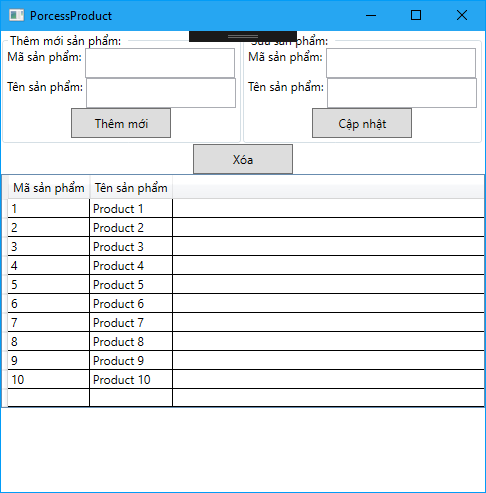 PorcessProduct
Thêm mới sản phẩm:
Sửa sản phẩm:
Mã sản phẩm:
Mã sản phẩm:
Tên sản phẩm:
Tên sản phẩm:
Thêm mới
Cập nhật
Xóa
Mã sản phẩm Tên sản phẩm
1 Product 1
2 Product 2
3 Product 3
4 Product 4
5 Product 5
6 Product 6
7 Product 7
8 Product 8
9 Product 9
10 Product 10